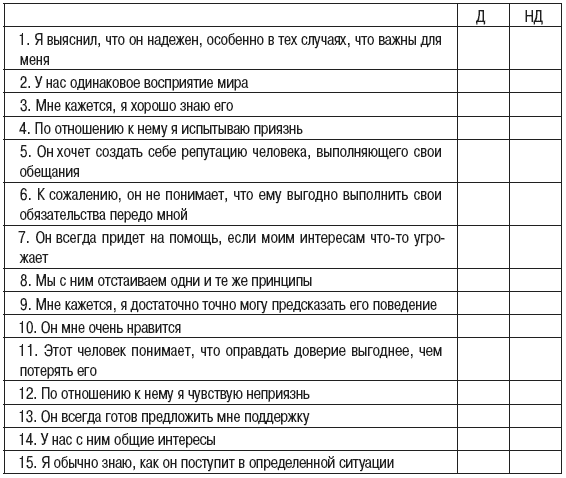 Д НД
1. Я выяснил, что он надежен, особенно в тех случаях, что важны для
меня
2. У нас одинаковое восприятие мира
3. Мне кажется, я хорошо знаю его
4. По отношению к нему я испытываю приязнь
5. Он хочет создать себе репутацию человека, выполняющего свои
обещания
6. К сожалению, он не понимает, что ему выгодно выполнить свои
обязательства передо мной
7. Он всегда придет на помощь, если моим интересам что-то угро-
жает
8. Мы с ним отстаиваем одни и те же принципы
9. Мне кажется, я достаточно точно могу предсказать его поведение
10. Он мне очень нравится
11. Этот человек понимает, что оправдать доверие выгоднее, чем
потерять его
12. По отношению к нему я чувствую неприязнь
13. Он всегда готов предложить мне поддержку
14. У нас с ним общие интересы
15. Я обычно знаю, как он поступит в определенной ситуации